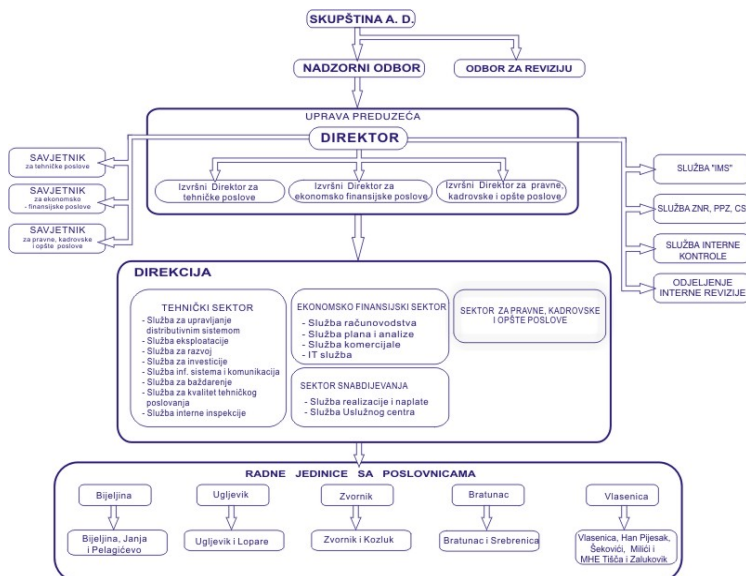 SKUPŠTINA A. D.
NADZORNI ODBOR
ODBOR ZA REVIZIJU
UPRAVA PREDUZEĆA
DIREKTOR
SAVJETNIK
za tehničke poslove
SAVJETNIK
za ekonomsko
- finansijske poslove
SAVJETNIK
za pravne, kadrovske
i opšte poslove
Izvršni Direktor za
tehničke poslove
Izvršni Direktor za
ekonomsko finansijske poslove
Izvršni Direktor za pravne,
kadrovske i opšte poslove
SLUŽBA "IMS"
SLUŽBA ZNR, PPZ, CS
SLUŽBA INTERNE
KONTROLE
ODJELJENJE
INTERNE REVIZIJE
DIREKCIJA
TEHNIČKI SEKTOR
- Služba za upravljanje
distributivnim sistemom
- Služba eksploatacije
- Služba za razvoj
- Služba za investicije
- Služba inf. sistema i komunikacija
- Služba za baždarenje
- Služba za kvalitet tehničkog
poslovanja
- Služba interne inspekcije
EKONOMSKO FINANSIJSKI SEKTOR
- Služba računovodstva
- Služba plana i analize
- Služba komercijale
- IT služba
SEKTOR SNABDIJEVANJA
- Služba realizacije i naplate
- Služba Uslužnog centra
SEKTOR ZA PRAVNE, KADROVSKE
I OPŠTE POSLOVE
RADNE JEDINICE SA POSLOVNICAMA
Bijeljina
Ugljevik
Zvornik
Bratunac
Vlasenica
Bijeljina, Janja
i Pelagićevo
Ugljevik i Lopare
Zvornik i Kozluk
Bratunac i Srebrenica
Vlasenica, Han Pijesak,
Šekovići, Milići i
MHE Tišča i Zalukovik